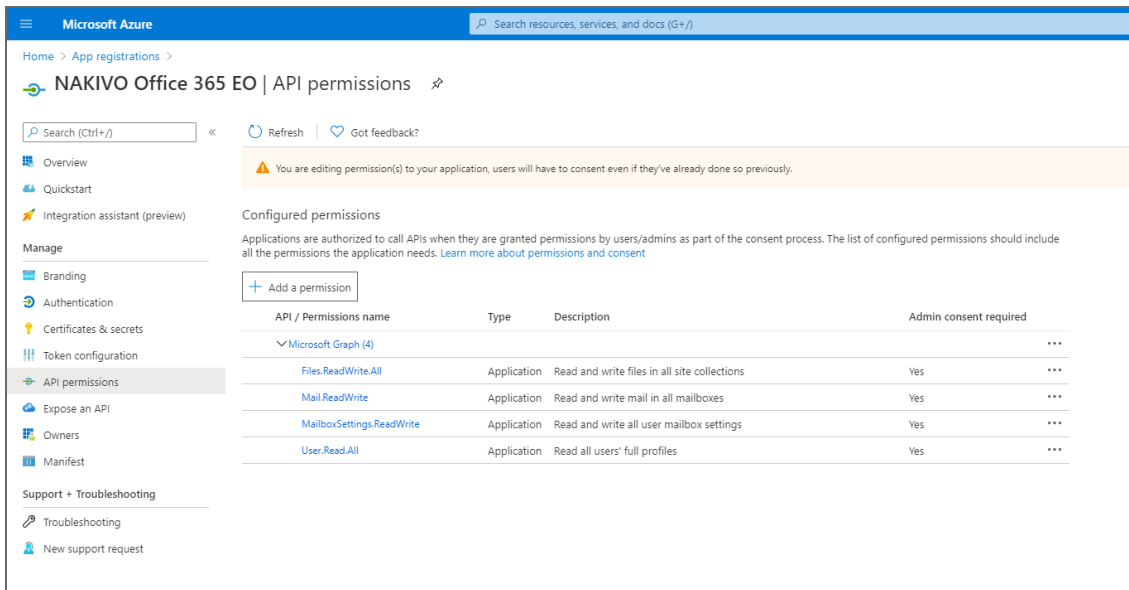 Microsoft Azure
Search resources, services, and docs (G+/)
Home > App registrations >
NAKIVO Office 365 EO | API permissions
Search (Ctrl+/)
«
Refresh
Got feedback?
Overview
You are editing permission(s) to your application, users will have to consent even if they've already done so previously.
Quickstart
Integration assistant (preview)
Configured permissions
Applications are authorized to call APIs when they are granted permissions by users/admins as part of the consent process. The list of configured permissions should include
all the permissions the application needs. Learn more about permissions and consent
Manage
Branding
Authentication
Certificates & secrets
Token configuration
API permissions
Expose an API
Owners
Manifest
Support + Troubleshooting
Troubleshooting
New support request
+ Add a permission
API / Permissions name Type Description Admin consent required
Microsoft Graph (4) ...
Files.ReadWrite.All Application Read and write files in all site collections Yes ...
Mail.ReadWrite Application Read and write mail in all mailboxes Yes ...
MailboxSettings.ReadWrite Application Read and write all user mailbox settings Yes ...
User.Read.All Application Read all users' full profiles Yes ...